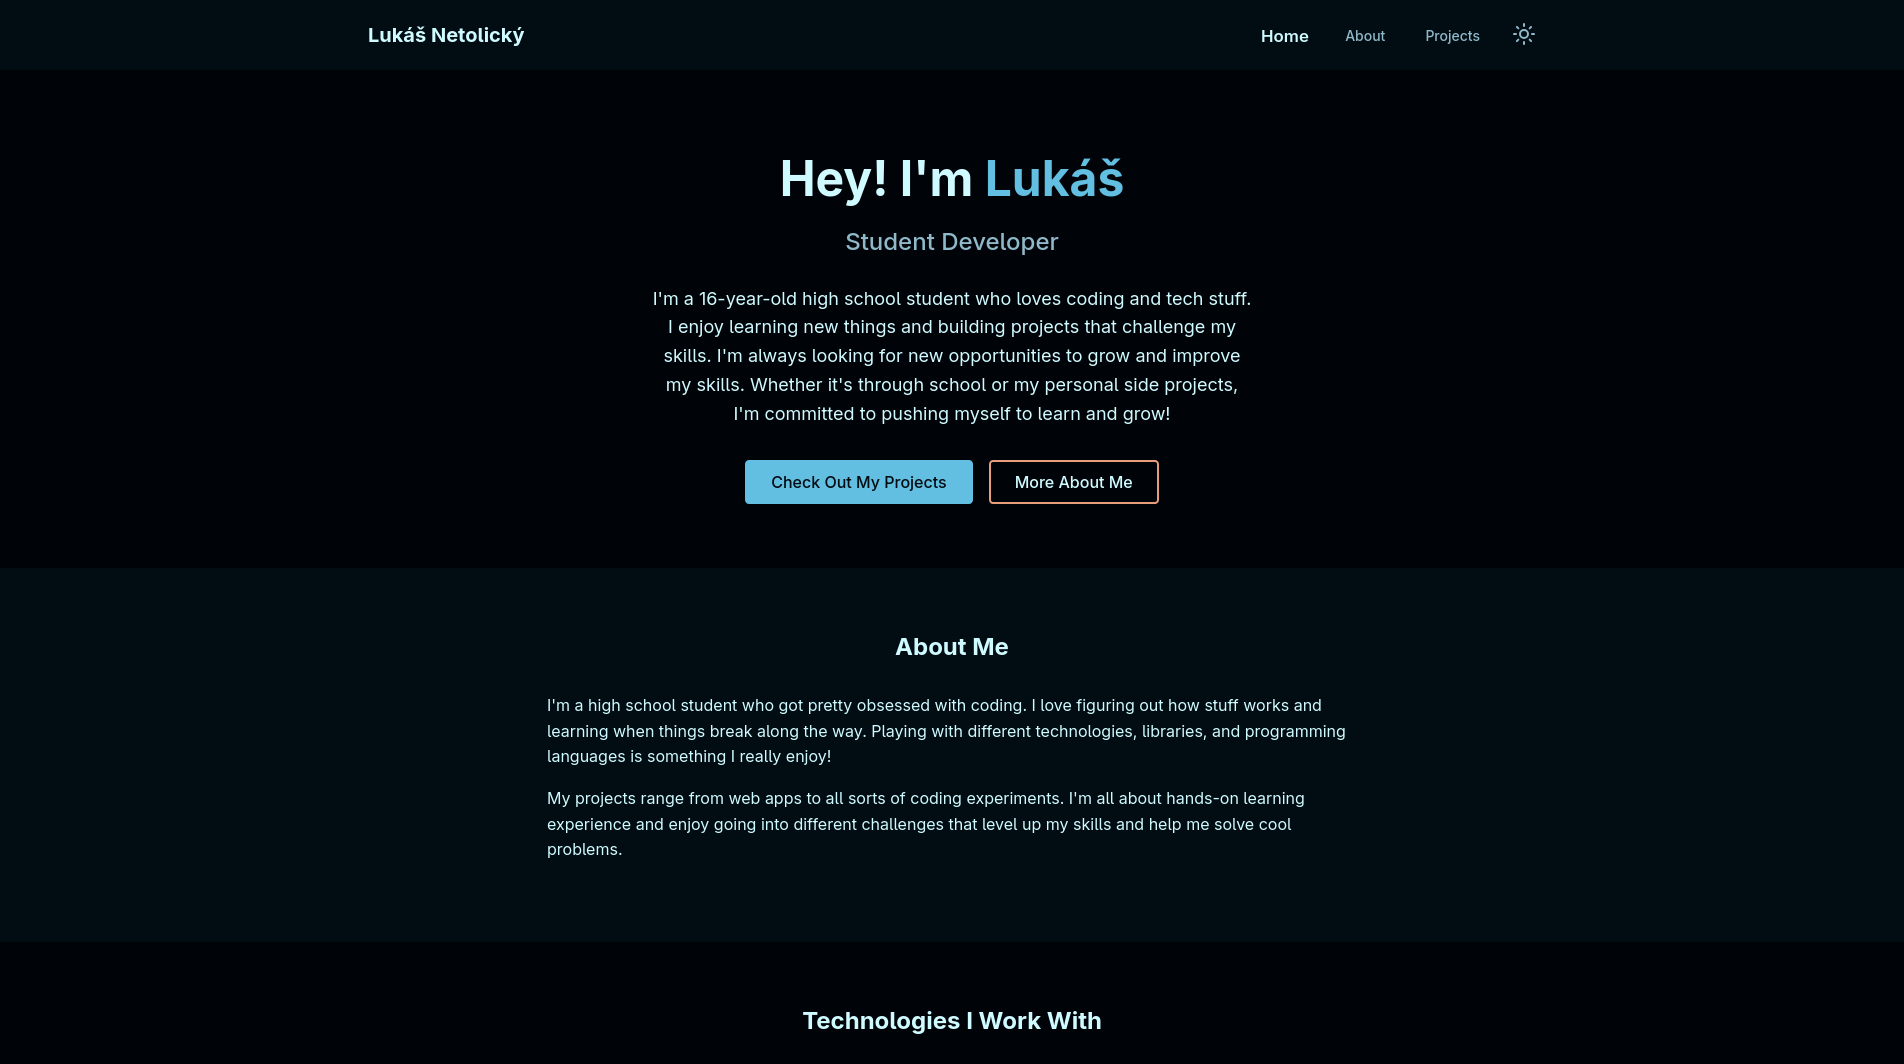 Lukáš Netolický
Home About Projects
Hey! I'm Lukáš
Student Developer
I'm a 16-year-old high school student who loves coding and tech stuff.
I enjoy learning new things and building projects that challenge my
skills. I'm always looking for new opportunities to grow and improve
my skills. Whether it's through school or my personal side projects,
I'm committed to pushing myself to learn and grow!
Check Out My Projects More About Me
About Me
I'm a high school student who got pretty obsessed with coding. I love figuring out how stuff works and
learning when things break along the way. Playing with different technologies, libraries, and programming
languages is something I really enjoy!
My projects range from web apps to all sorts of coding experiments. I'm all about hands-on learning
experience and enjoy going into different challenges that level up my skills and help me solve cool
problems.
Technologies I Work With